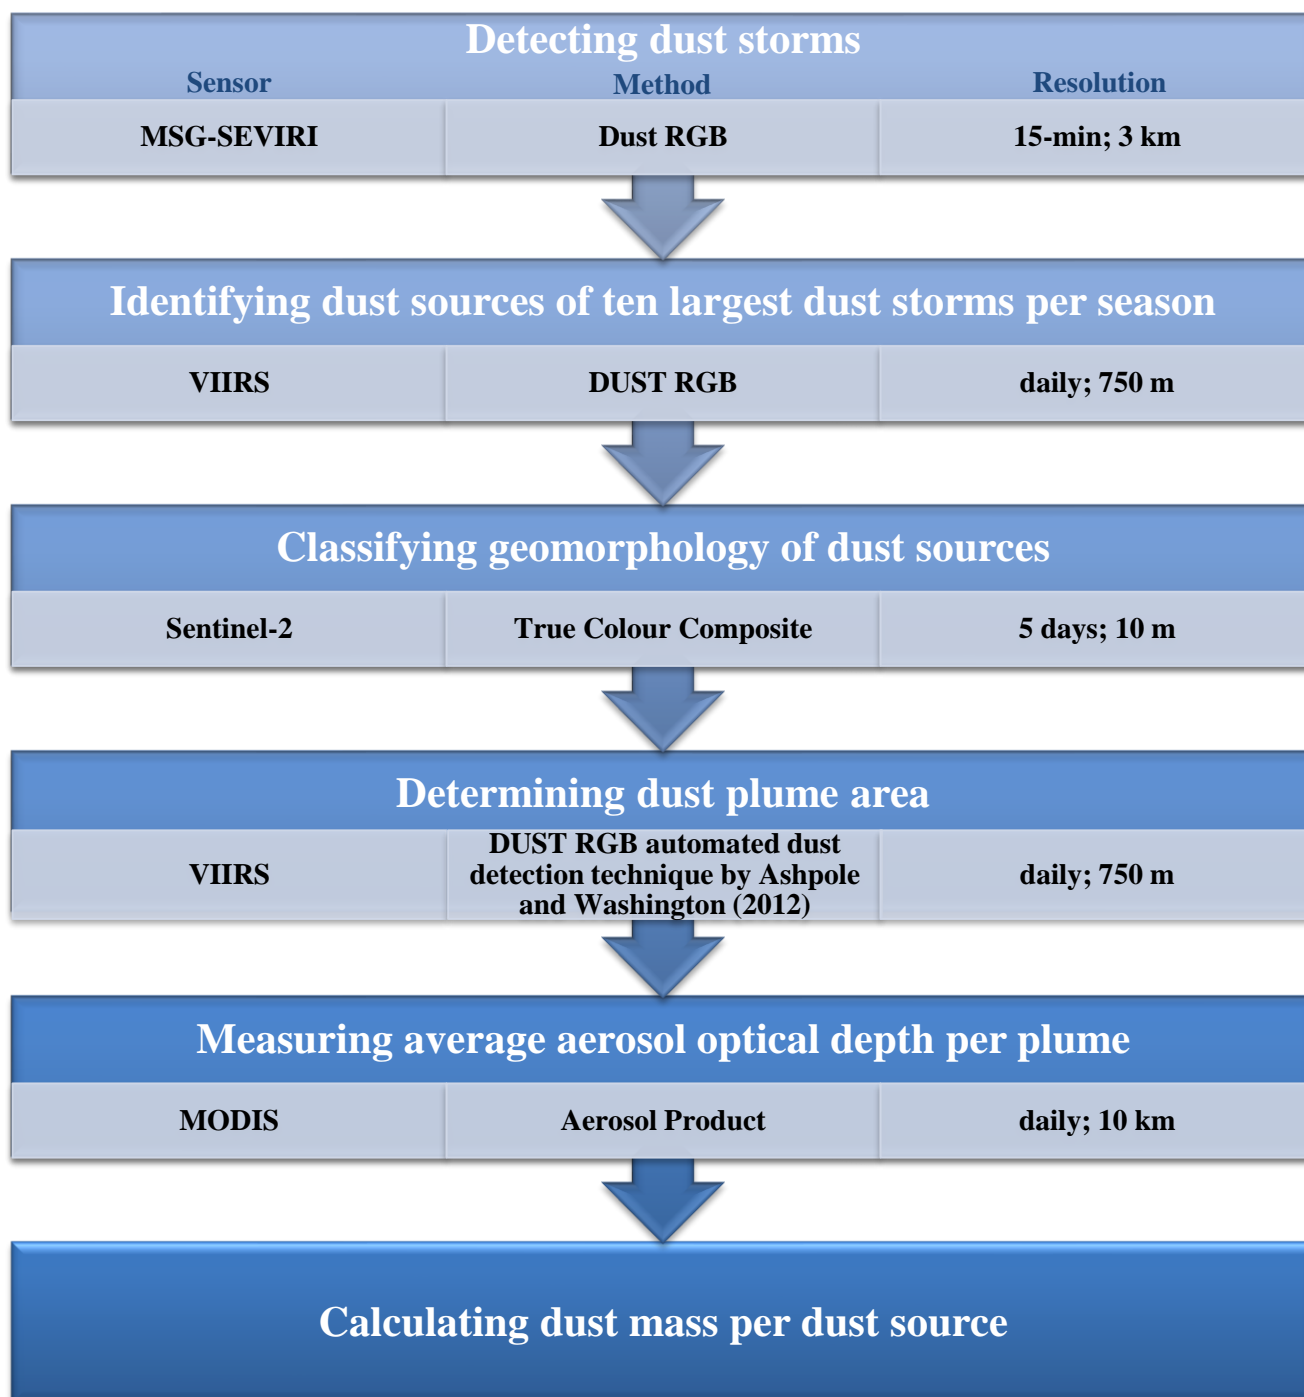 Detecting dust storms
Sensor Method Resolution
MSG-SEVIRI Dust RGB 15-min; 3 km
Identifying dust sources of ten largest dust storms per season
VIIRS DUST RGB daily; 750 m
Classifying geomorphology of dust sources
Sentinel-2 True Colour Composite 5 days; 10 m
Determining dust plume area
VIIRS
DUST RGB automated dust
detection technique by Ashpole
and Washington (2012)
daily; 750 m
Measuring average aerosol optical depth per plume
MODIS Aerosol Product daily; 10 km
Calculating dust mass per dust source